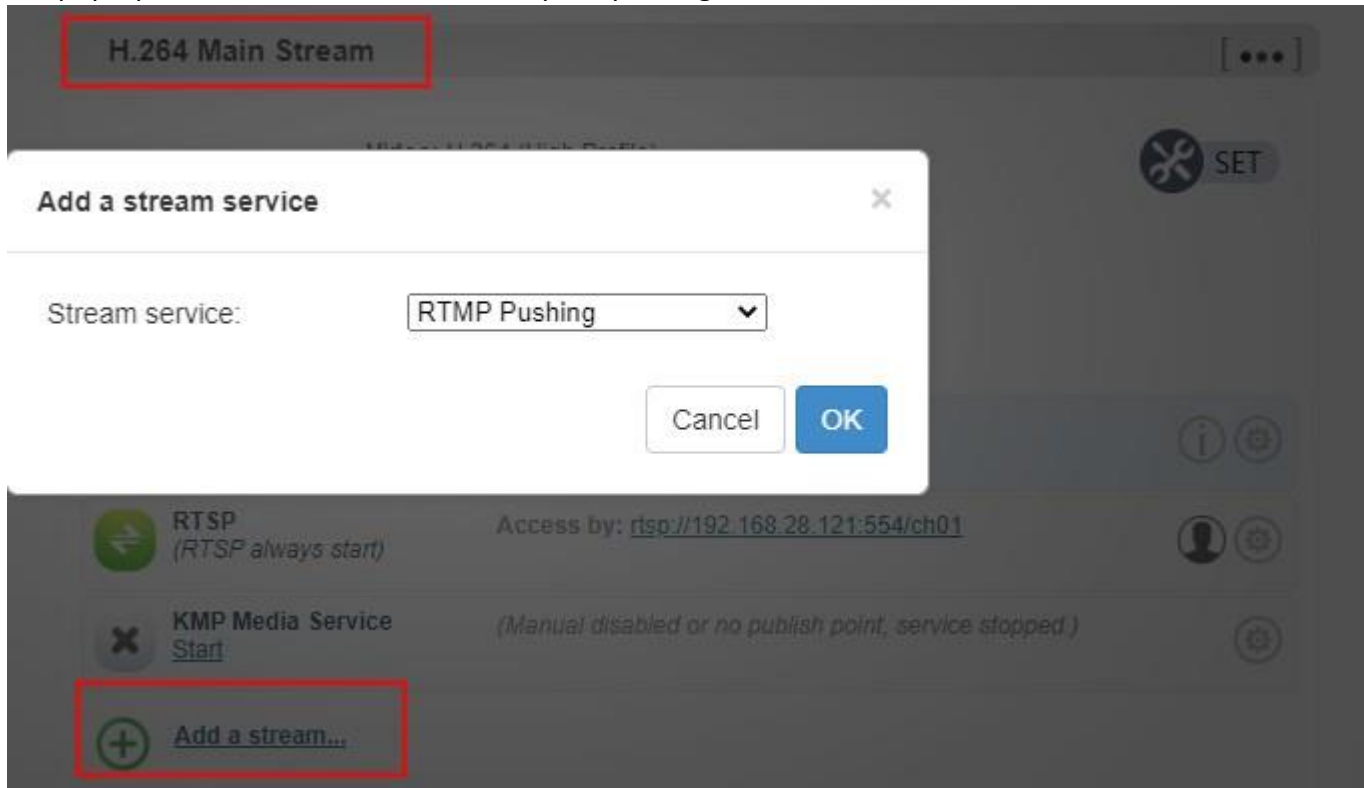 H.264 Main Stream
[•••]
SET
Add a stream service
×
Stream service:
RTMP Pushing
Cancel
OK
RTSP
(RTSP always start)
Access by: rtsp://192.168.28.121:554/ch01
KMP Media Service
Start
(Manual disabled or no publish point, service stopped.)
Add a stream...